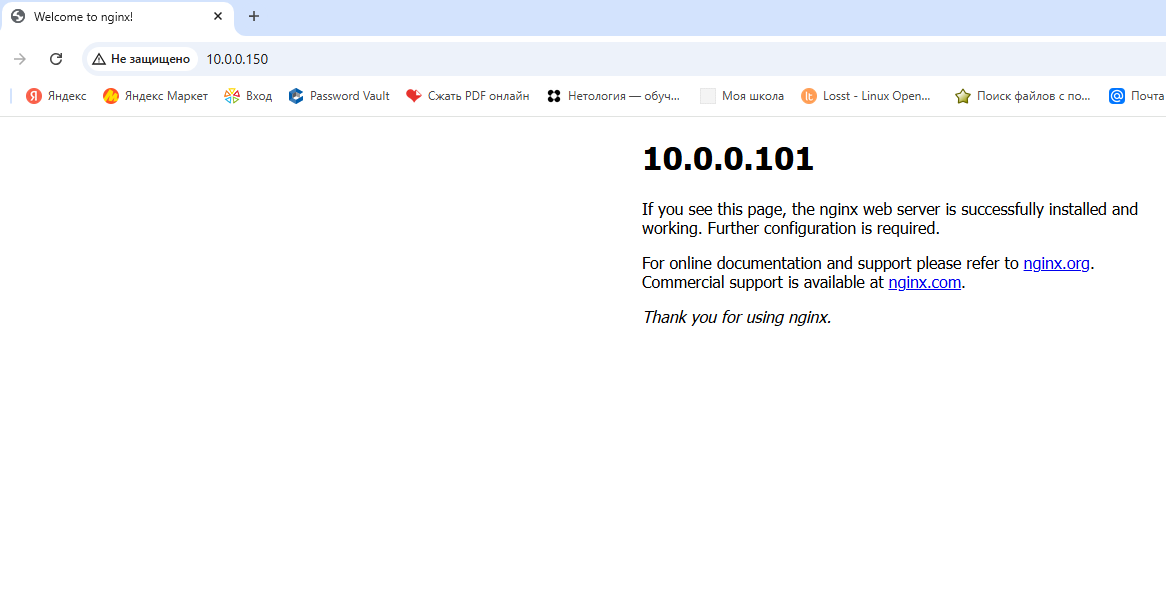 Welcome to nginx!
Не защищено 10.0.0.150
Яндекс Яндекс Маркет Вход Password Vault Сжать PDF онлайн Нетология — обуч... Моя школа Losst - Linux Open... Поиск файлов с по... Почта
10.0.0.101
If you see this page, the nginx web server is successfully installed and
working. Further configuration is required.
For online documentation and support please refer to nginx.org.
Commercial support is available at nginx.com.
Thank you for using nginx.